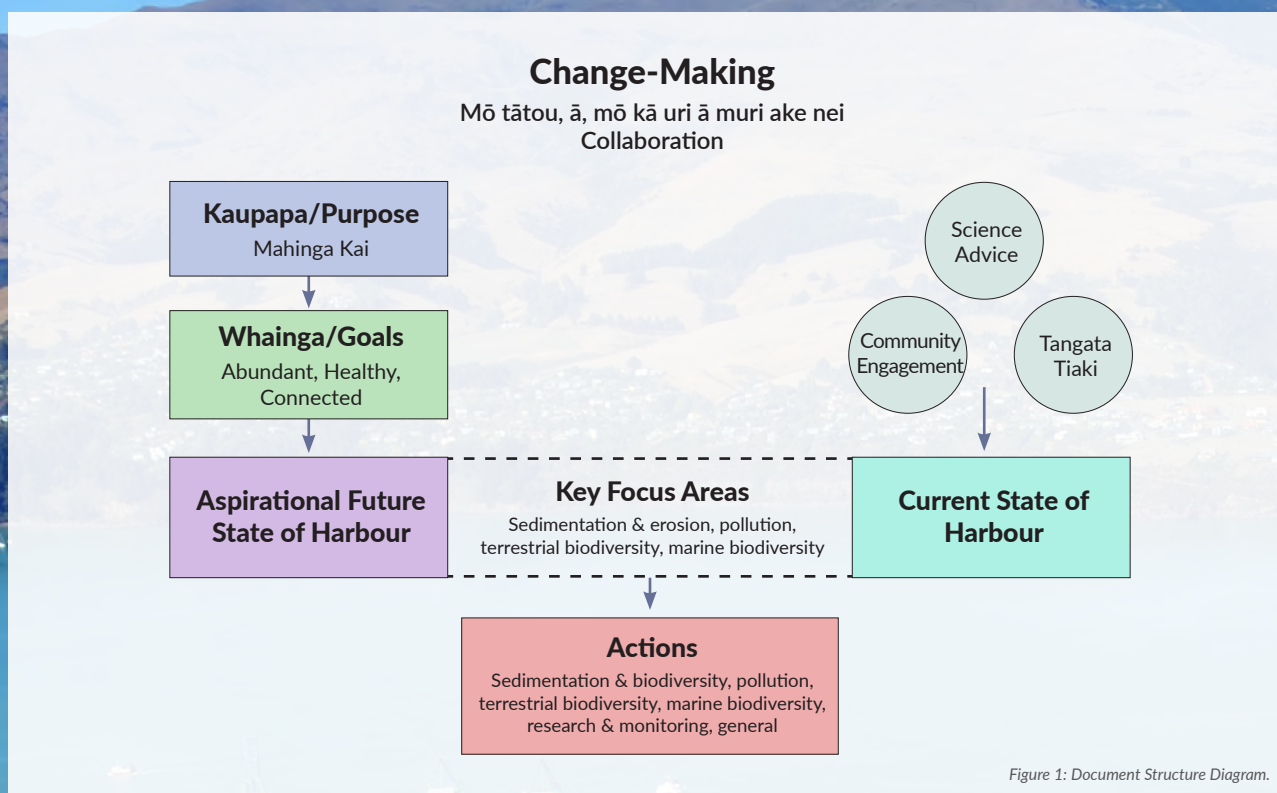 Change-Making
Mō tātou, ā, mō kā uri ā muri ake nei
Collaboration
Kaupapa/Purpose
Mahinga Kai
Whainga/Goals
Abundant, Healthy,
Connected
Aspirational Future
State of Harbour
Key Focus Areas
Sedimentation & erosion, pollution,
terrestrial biodiversity, marine biodiversity
Science
Advice
Community
Engagement
Tangata
Tiaki
Current State of
Harbour
Actions
Sedimentation & biodiversity, pollution,
terrestrial biodiversity, marine biodiversity,
research & monitoring, general
Figure 1: Document Structure Diagram.